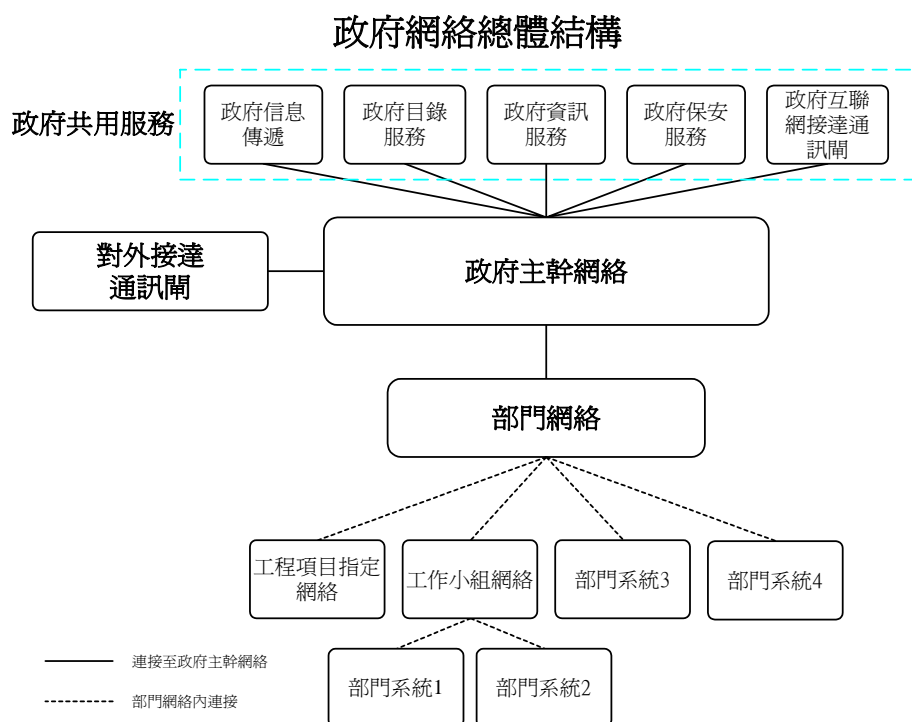 政府網絡總體結構
政府共用服務
政府信息
傳遞
政府目錄
服務
政府資訊
服務
政府保安
服務
政府互聯
網接達通
訊閘
對外接達
通訊閘
政府主幹網絡
部門網絡
工程項目指定
網絡
工作小組網絡
部門系統3
部門系統4
部門系統1
部門系統2
連接至政府主幹網絡
部門網絡內連接